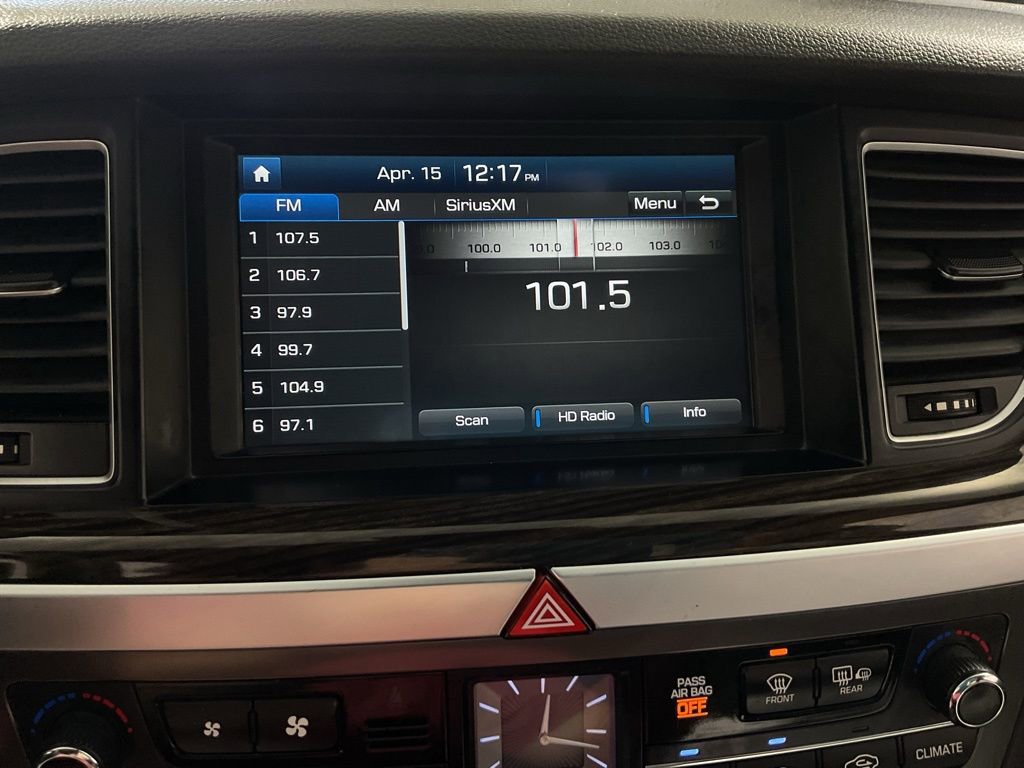 Apr. 15 12:17 PM
FM AM SiriusXM Menu
1 107.5
2 106.7
3 97.9
4 99.7
5 104.9
6 97.1
100.0 101.0 102.0 103.0
101.5
Scan HD Radio Info
PASS
AIR BAG
OFF
FRONT
REAR
CLIMATE